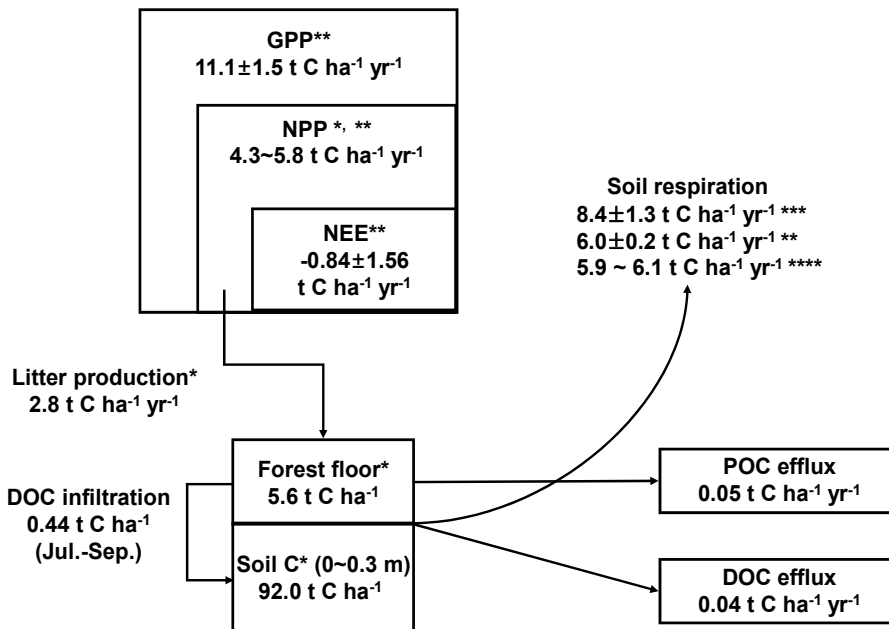 GPP**
11.1±1.5 t C ha⁻¹ yr⁻¹
NPP *, **
4.3~5.8 t C ha⁻¹ yr⁻¹
NEE**
-0.84±1.56
t C ha⁻¹ yr⁻¹
Soil respiration
8.4±1.3 t C ha⁻¹ yr⁻¹ ***
6.0±0.2 t C ha⁻¹ yr⁻¹ **
5.9 ~ 6.1 t C ha⁻¹ yr⁻¹ ****
Litter production*
2.8 t C ha⁻¹ yr⁻¹
Forest floor*
5.6 t C ha⁻¹
POC efflux
0.05 t C ha⁻¹ yr⁻¹
DOC infiltration
0.44 t C ha⁻¹
(Jul.-Sep.)
Soil C* (0~0.3 m)
92.0 t C ha⁻¹
DOC efflux
0.04 t C ha⁻¹ yr⁻¹